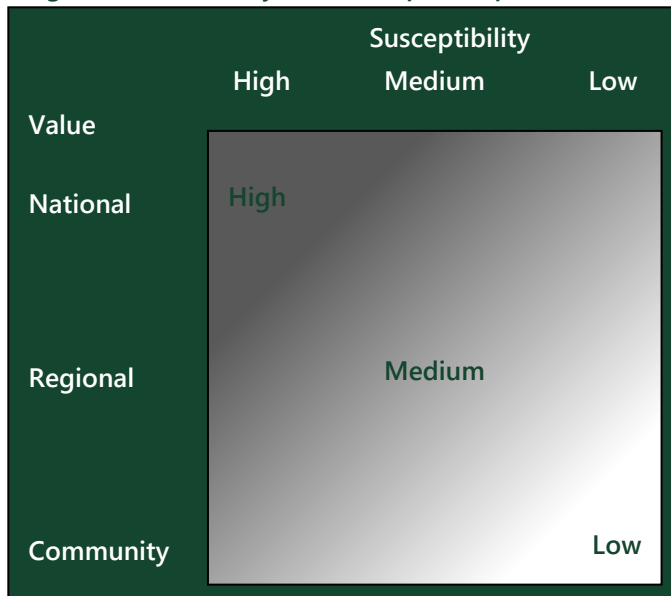 Susceptibility
High Medium Low
Value
National High
Regional Medium
Community Low